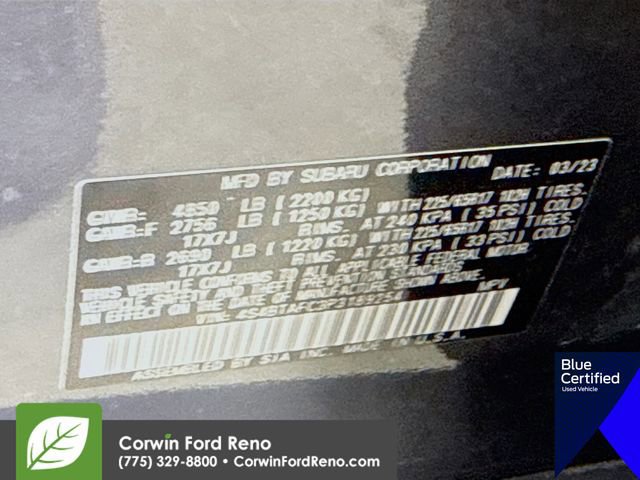 MFD BY SUBARU CORPORATION DATE: 03/23
GVWR: 4850 LB ( 2200 KG)
GAWR-F 2756 LB ( 1250 KG) WITH 225/65R17 102H TIRES.
17X7J RIMS. AT 240 KPA ( 35 PSI) COLD
GAWR-R 2690 LB ( 1220 KG) WITH 225/65R17 102H TIRES.
17X7J RIMS. AT 230 KPA ( 33 PSI) COLD
THIS VEHICLE CONFORMS TO ALL APPLICABLE FEDERAL MOTOR
VEHICLE SAFETY AND THEFT PREVENTION STANDARDS
IN EFFECT ON THE DATE OF MANUFACTURE SHOWN ABOVE.
VIN: MPV
ASSEMBLED BY SIA INC. MADE IN U.S.A.
Blue
Certified
Used Vehicle
Corwin Ford Reno
(775) 329-8800 • CorwinFordReno.com